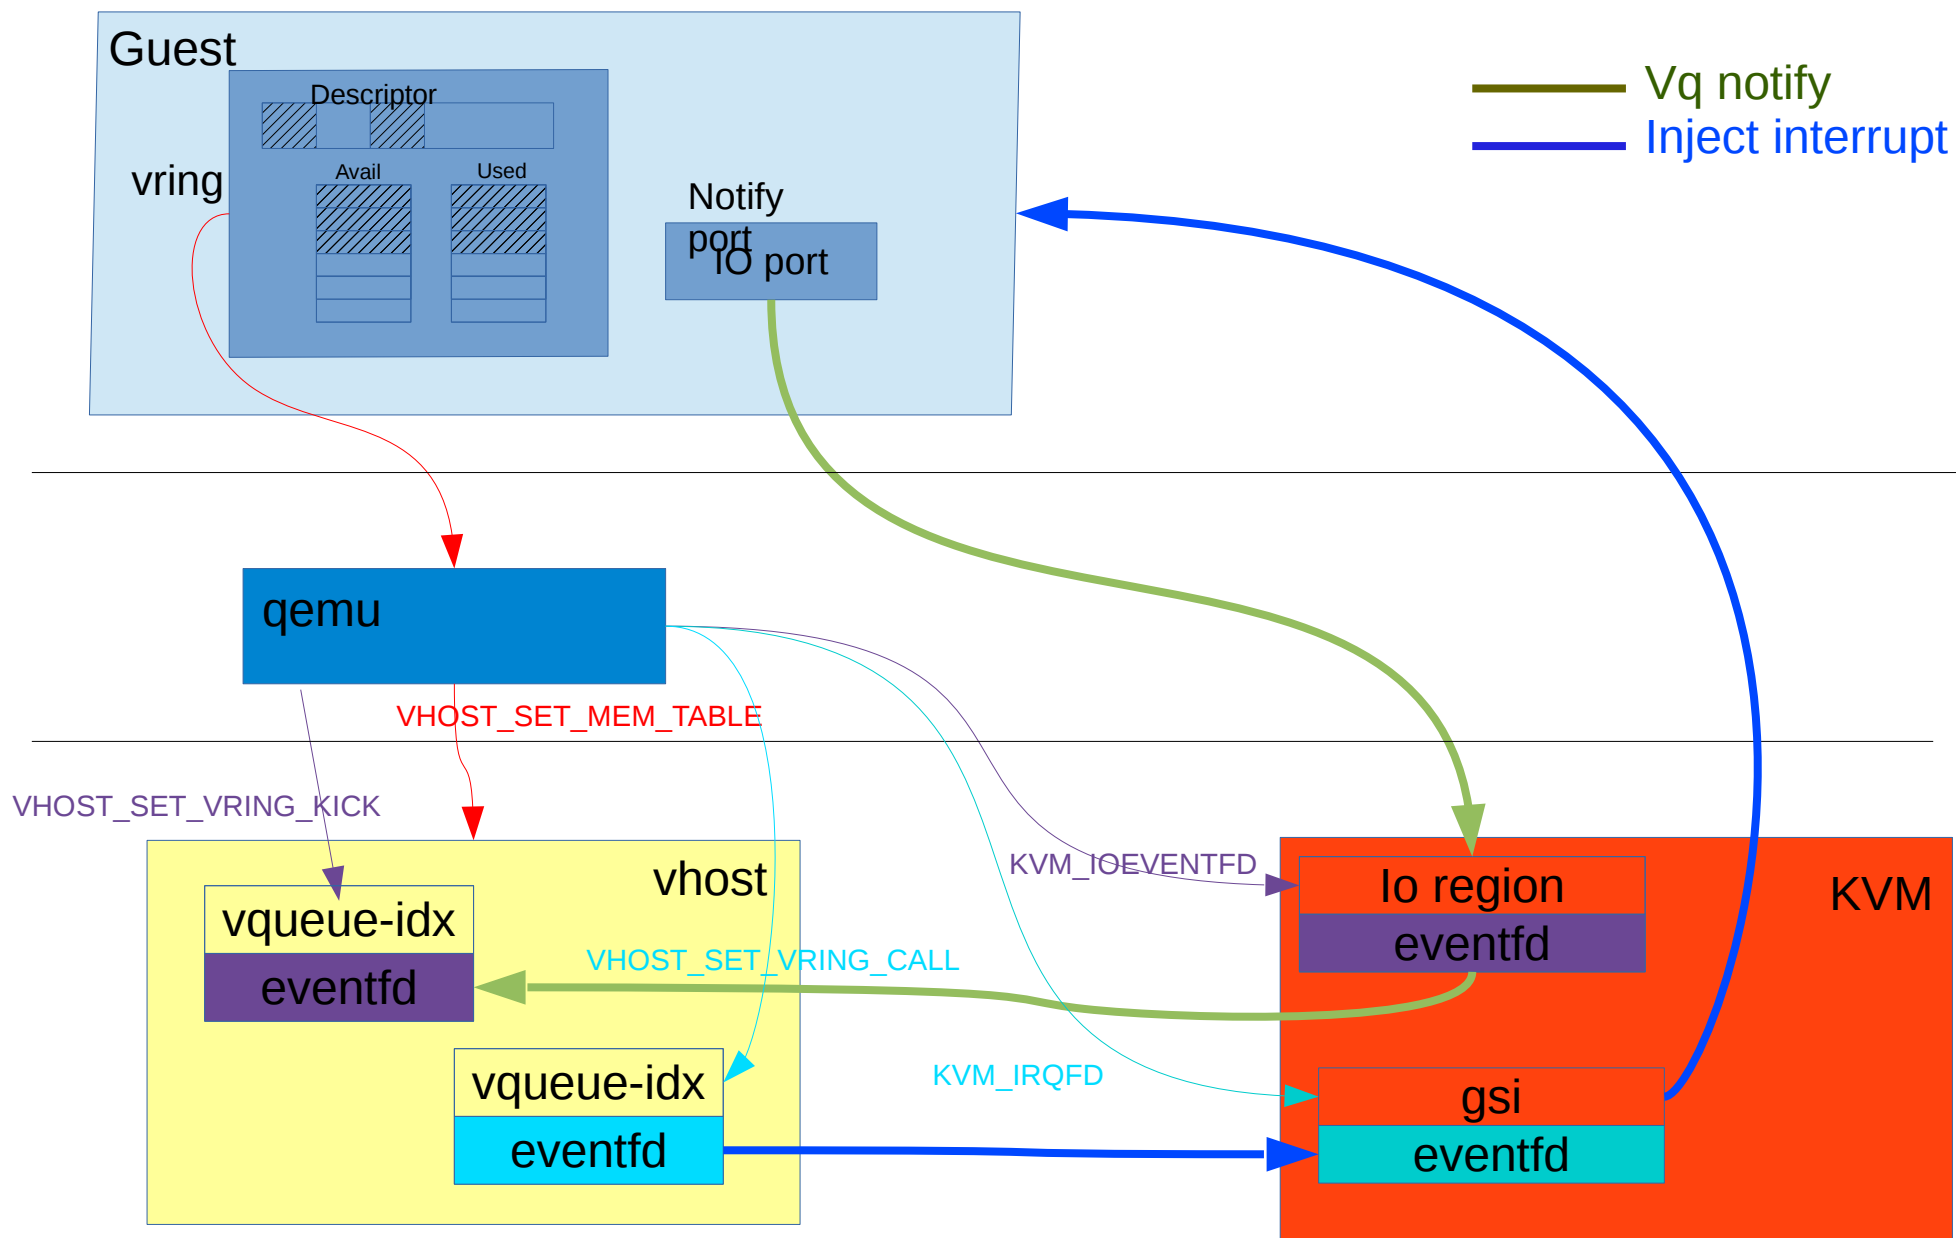 Guest
Descriptor
vring
Avail
Used
Notify
port
IO port
Vq notify
Inject interrupt
qemu
VHOST_SET_MEM_TABLE
VHOST_SET_VRING_KICK
vhost
vqueue-idx
eventfd
VHOST_SET_VRING_CALL
vqueue-idx
eventfd
KVM_IOEVENTFD
KVM_IRQFD
KVM
Io region
eventfd
gsi
eventfd